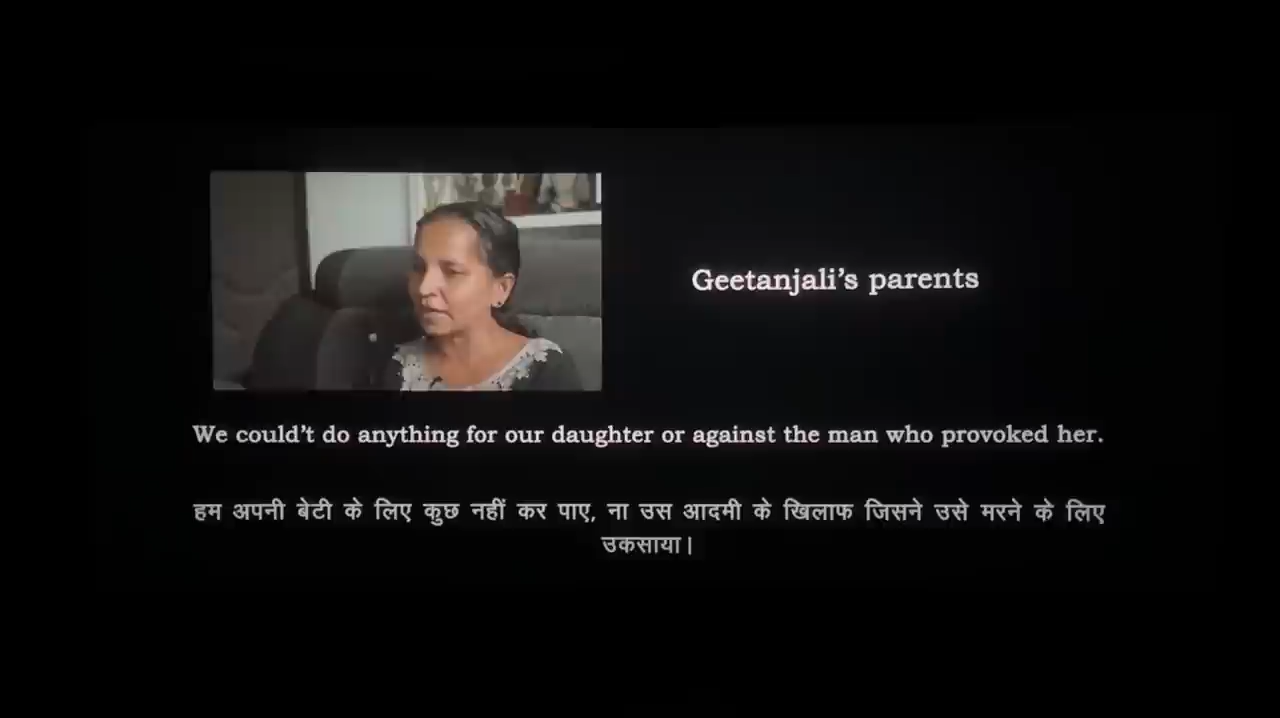 Geetanjali's parents
We could't do anything for our daughter or against the man who provoked her.
हम अपनी बेटी के लिए कुछ नहीं कर पाए, ना उस आदमी के खिलाफ जिसने उसे मरने के लिए
उकसाया।